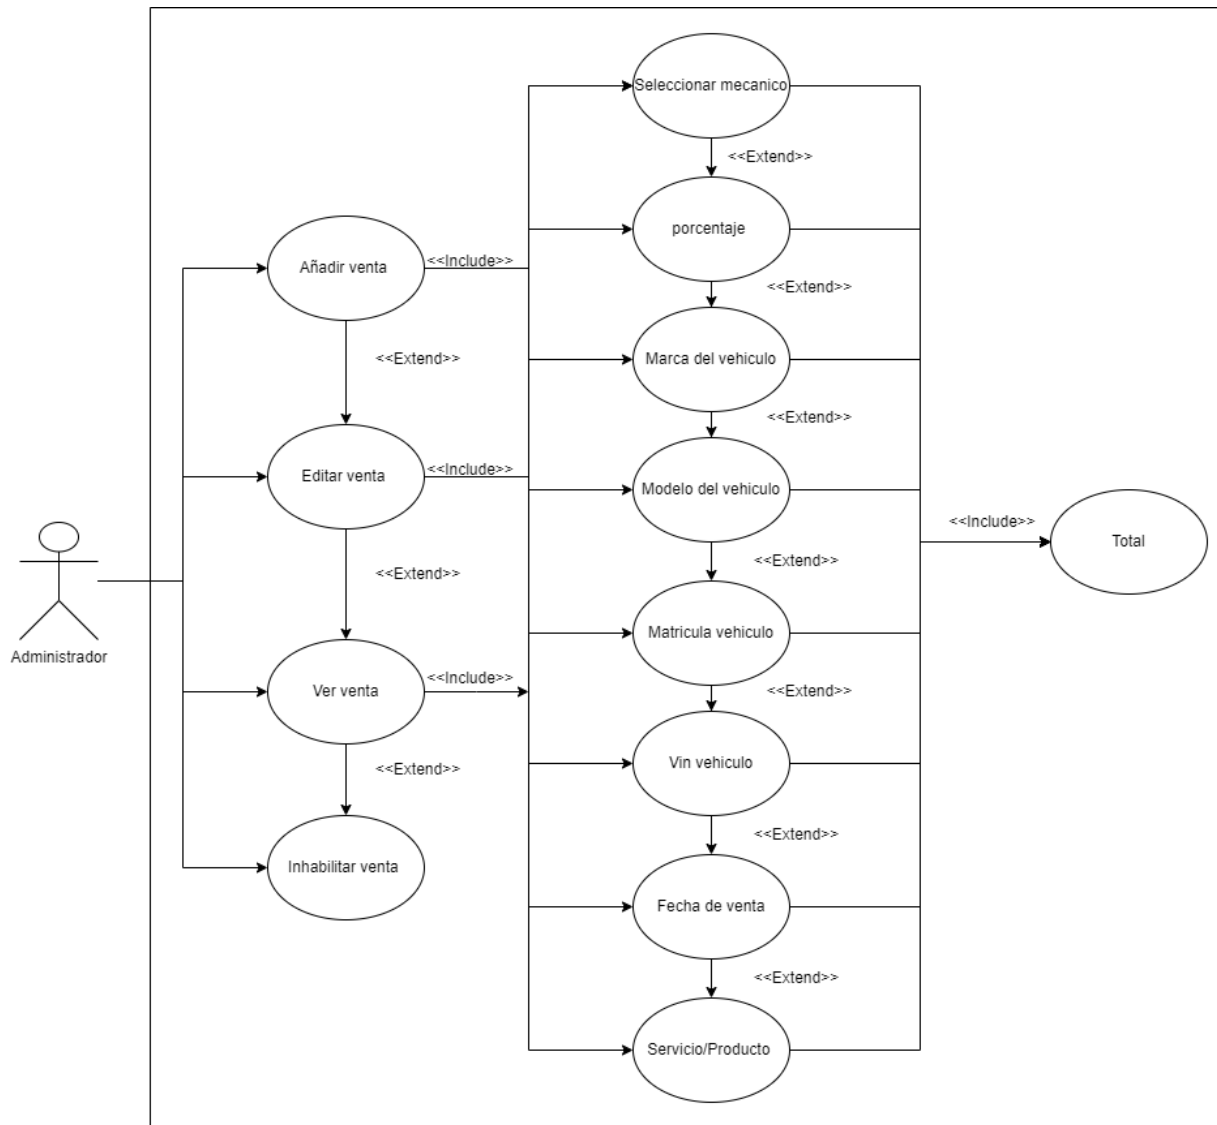 Seleccionar mecanico
<<Extend>>
porcentaje
Añadir venta
<<Include>>
<<Extend>>
<<Extend>>
Marca del vehiculo
<<Extend>>
Editar venta
<<Include>>
Modelo del vehiculo
<<Include>>
Total
<<Extend>>
<<Extend>>
Administrador
Matricula vehiculo
Ver venta
<<Include>>
<<Extend>>
<<Extend>>
Vin vehiculo
<<Extend>>
Inhabilitar venta
Fecha de venta
<<Extend>>
Servicio/Producto